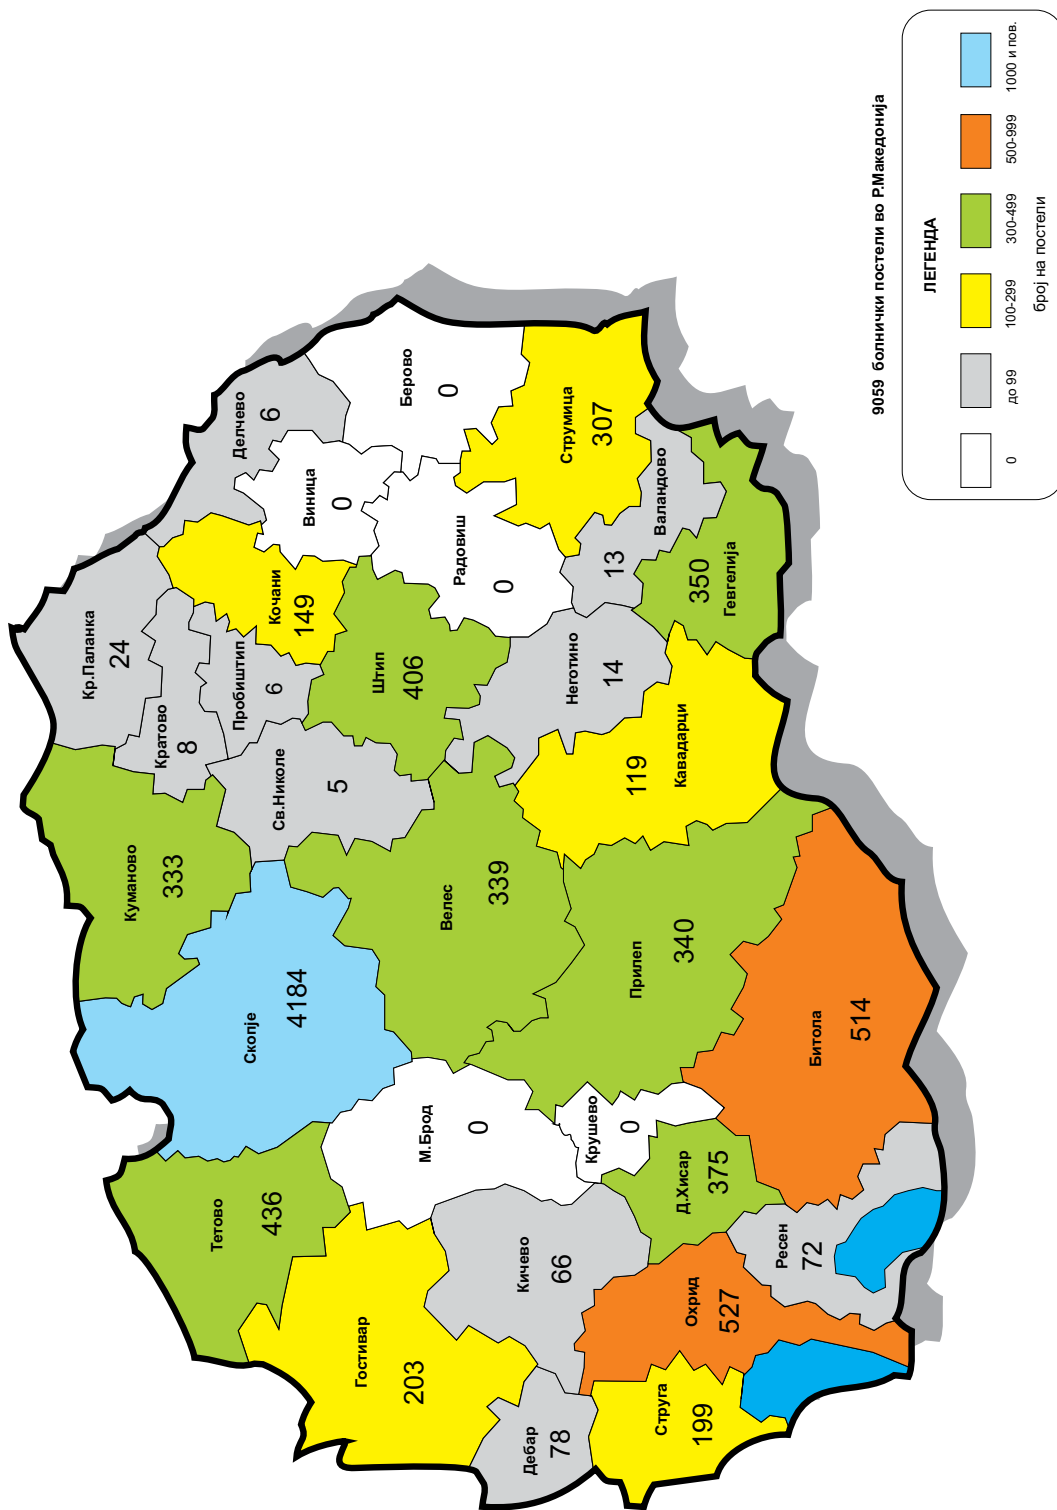 Кр.Паланка
24
Куманово
333
Кратово
8
Делчево
6
Пробиштип
6
Кочани
149
Виница
0
Св.Николе
5
Скопје
4184
Тетово
436
Штип
406
Берово
0
Радовиш
0
Велес
339
Гостивар
203
М.Брод
0
Струмица
307
Неготино
14
Валандово
13
Кавадарци
119
Гевгелија
350
Прилеп
340
Крушево
0
Кичево
66
Дебар
78
Д.Хисар
375
Битола
514
Охрид
527
Струга
199
Ресен
72
9059 болнички постели во Р.Македонија
ЛЕГЕНДА
0
до 99
100-299
300-499
500-999
1000 и пов.
број на постели